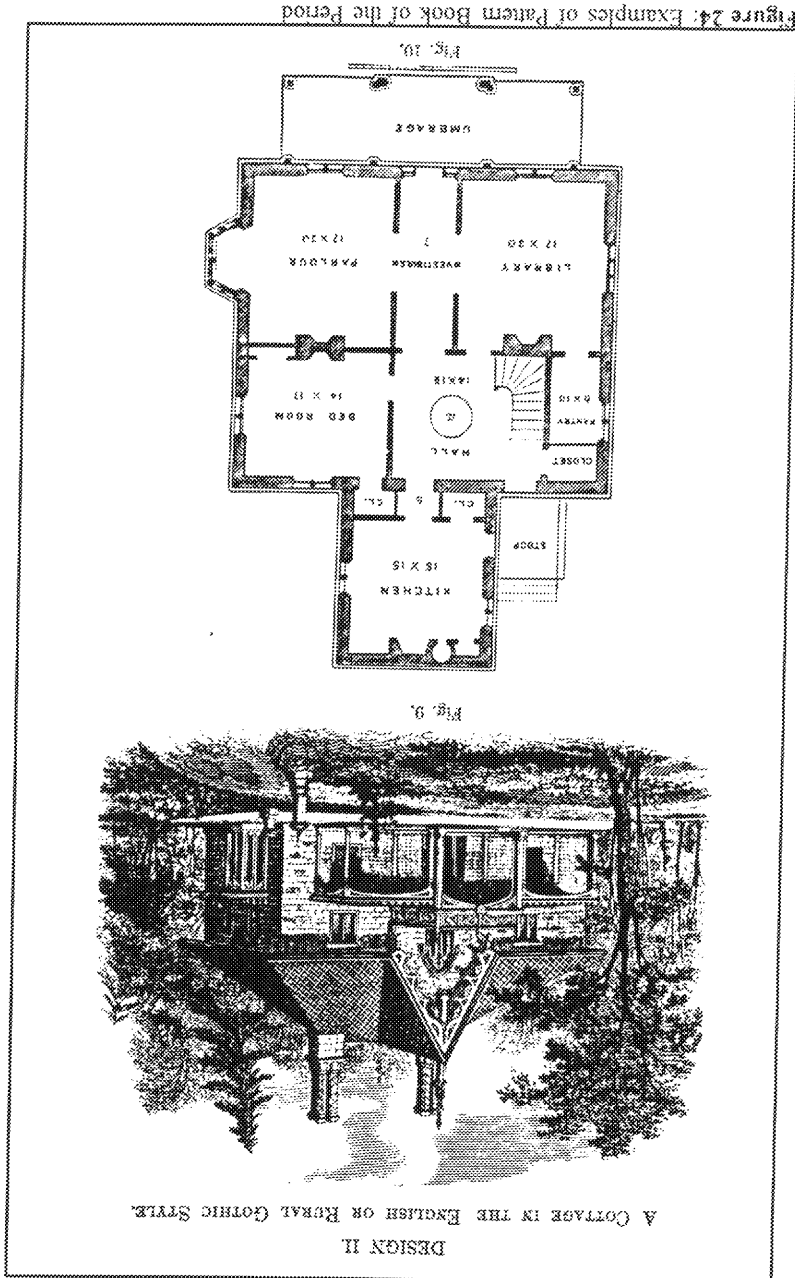 DESIGN II
A COTTAGE IN THE ENGLISH OR RURAL GOTHIC STYLE.
Fig. 9.
KITCHEN
15 X 15
STOOP
CL.
CL.
CLOSET
HALL
BED ROOM
14 X 17
PANTRY
14X18
LIBRARY
17 X 20
VESTIBULE
7
PARLOUR
17 X 20
UMBRAGE
Fig. 10.
Figure 24: Examples of Pattern Book of the Period